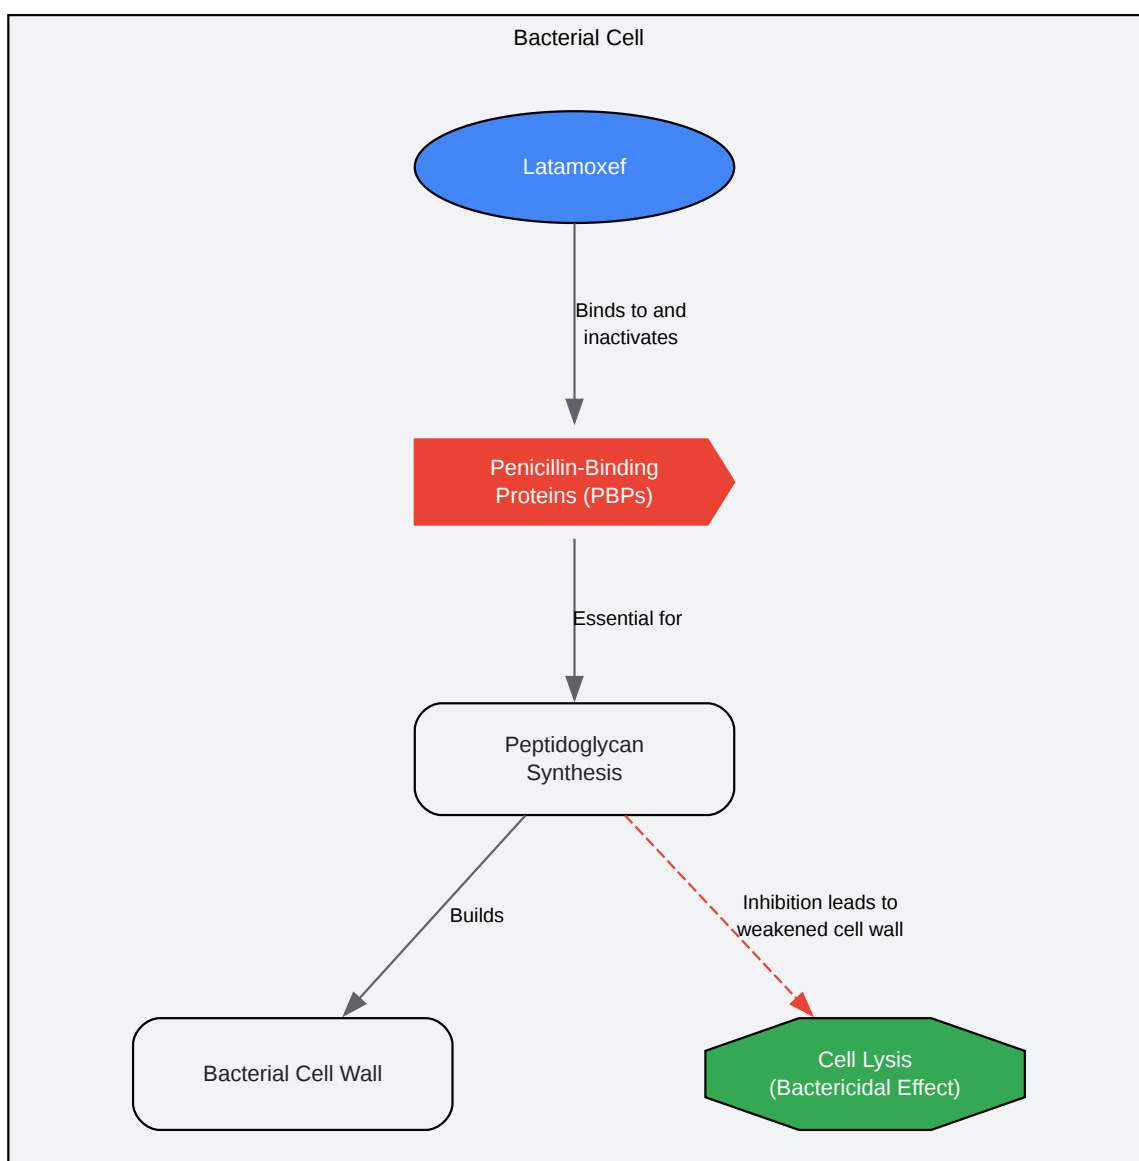 Bacterial Cell
Latamoxef
Binds to and
inactivates
Penicillin-Binding
Proteins (PBPs)
Essential for
Peptidoglycan
Synthesis
Builds
Inhibition leads to
weakened cell wall
Bacterial Cell Wall
Cell Lysis
(Bactericidal Effect)